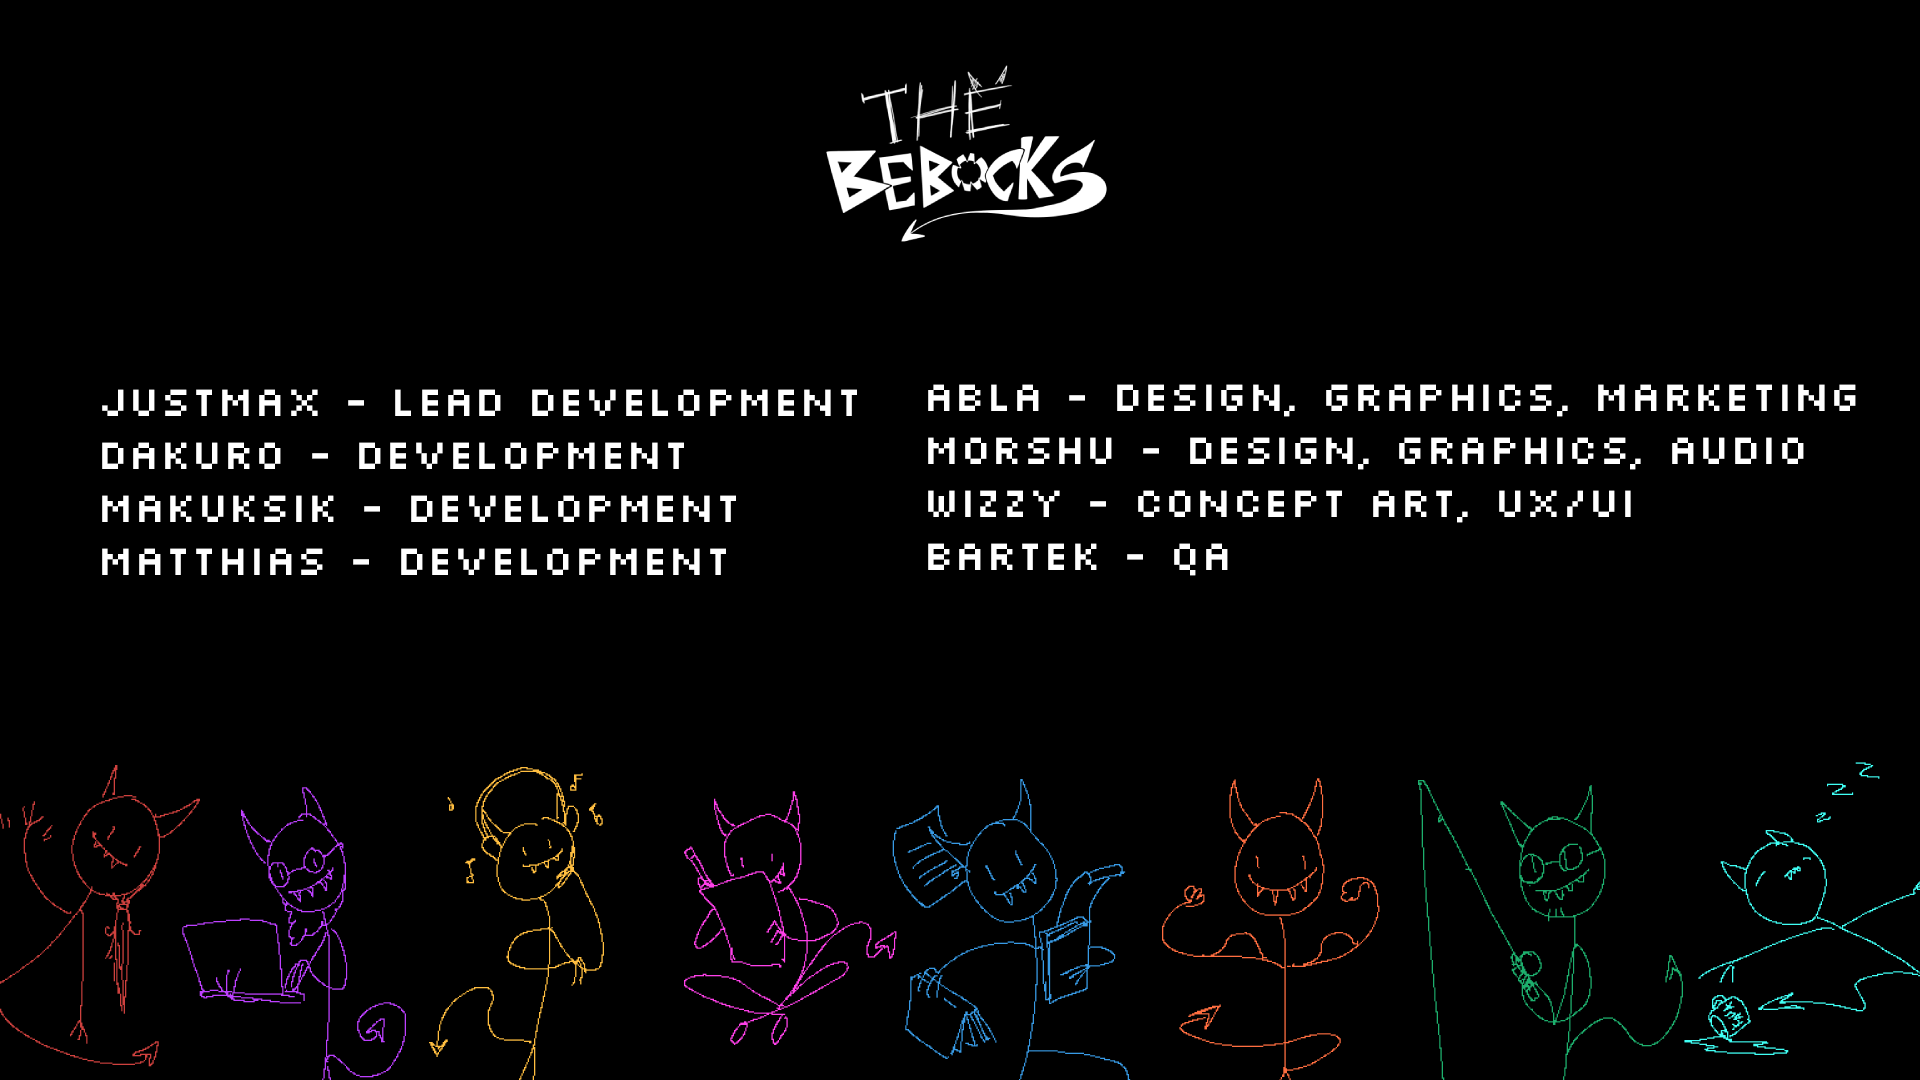 THE
BEBOCKS
JUSTMAX - LEAD DEVELOPMENT
DAKURO - DEVELOPMENT
MAKUKSIK - DEVELOPMENT
MATTHIAS - DEVELOPMENT
ABLA - DESIGN, GRAPHICS, MARKETING
MORSHU - DESIGN, GRAPHICS, AUDIO
WIZZY - CONCEPT ART, UX/UI
BARTEK - QA
Z
Z
Z